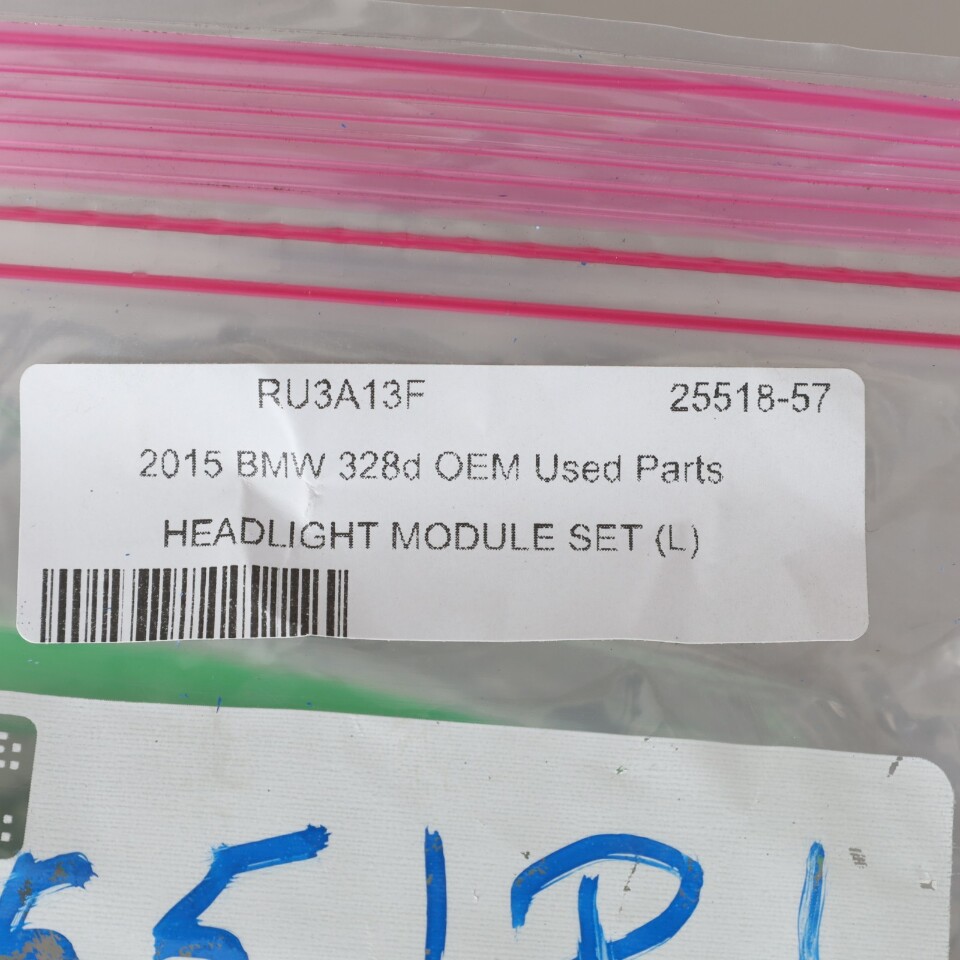 RU3A13F 25518-57
2015 BMW 328d OEM Used Parts
HEADLIGHT MODULE SET (L)